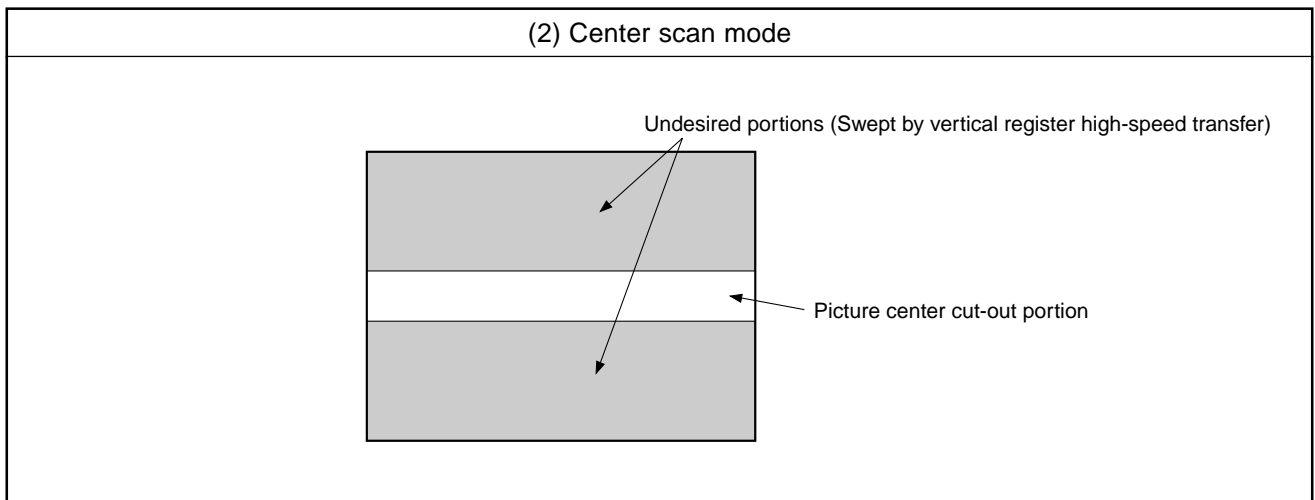 (2) Center scan mode
Undesired portions (Swept by vertical register high-speed transfer)
Picture center cut-out portion